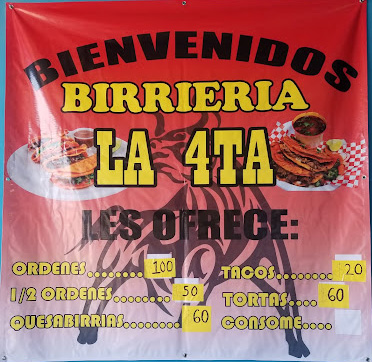 BIENVENIDOS
BIRRIERIA
LA 4TA
LES OFRECE:
ORDENES........ 100
1/2 ORDENES........ 50
QUESABIRRIAS......... 60
TACOS........ 20
TORTAS.... 60
CONSOME....